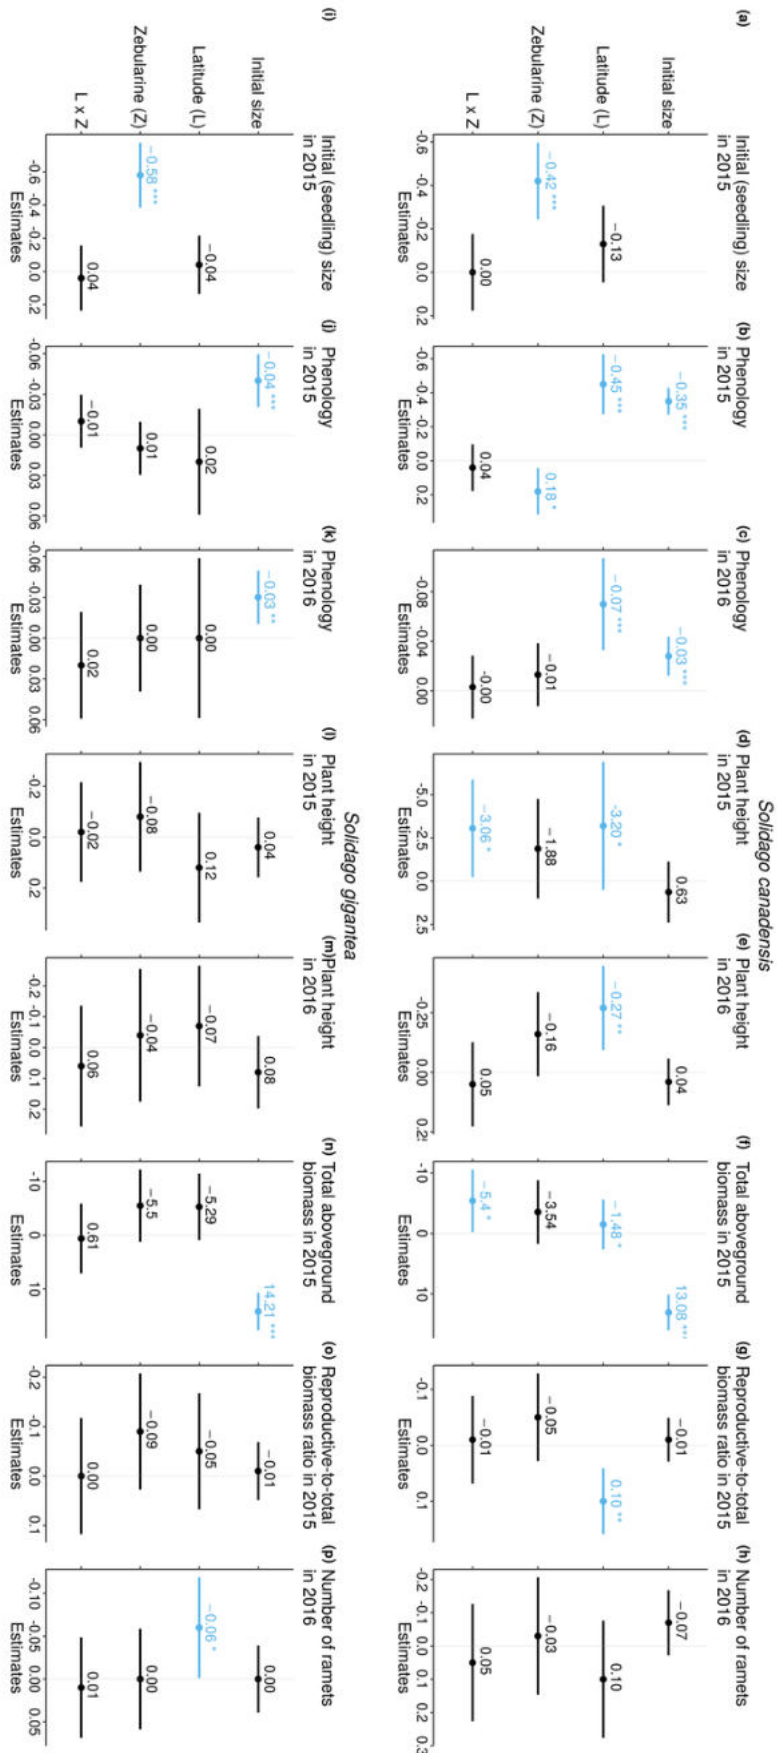 Solidago canadensis
(a) Initial (seedling) size
in 2015
Initial size
Latitude (L)
Zebularine (Z)
L x Z
−0.13
−0.42 ***
0.00
-0.6 -0.4 -0.2 0.0 0.2
Estimates
(b) Phenology
in 2015
−0.35 ***
−0.45 ***
0.18 *
0.04
-0.6 -0.4 -0.2 0.0 0.2
Estimates
(c) Phenology
in 2016
−0.03 ***
−0.07 ***
−0.01
-0.00
-0.08 -0.04 0.00
Estimates
(d) Plant height
in 2015
0.63
-3.20 *
−1.88
−3.06 *
-5.0 -2.5 0.0 2.5
Estimates
(e) Plant height
in 2016
0.04
−0.27 **
−0.16
0.05
-0.25 0.00
Estimates
(f) Total aboveground
biomass in 2015
13.08
−1.48 *
−3.54
−5.4 *
-10 0 10
Estimates
(g) Reproductive-to-total
biomass ratio in 2015
−0.01
0.10 **
−0.05
−0.01
-0.1 0.0 0.1
Estimates
(h) Number of ramets
in 2016
−0.07
0.10
−0.03
0.05
-0.2 -0.1 0.0 0.1 0.2
Estimates
Solidago gigantea
(i) Initial (seedling) size
in 2015
Initial size
Latitude (L)
Zebularine (Z)
L x Z
−0.04
−0.58 ***
0.04
-0.6 -0.4 -0.2 0.0 0.2
Estimates
(j) Phenology
in 2015
−0.04 ***
0.02
0.01
−0.01
-0.06 -0.03 0.00 0.03 0.06
Estimates
(k) Phenology
in 2016
−0.03 **
0.00
0.00
0.02
-0.06 -0.03 0.00 0.03 0.06
Estimates
(l) Plant height
in 2015
0.04
0.12
−0.08
−0.02
-0.2 0.0 0.2
Estimates
(m) Plant height
in 2016
0.08
−0.07
−0.04
0.06
-0.2 -0.1 0.0 0.1 0.2
Estimates
(n) Total aboveground
biomass in 2015
14.21 ***
−5.29
−5.5
0.61
-10 0 10
Estimates
(o) Reproductive-to-total
biomass ratio in 2015
−0.01
−0.05
−0.09
0.00
-0.2 -0.1 0.0 0.1
Estimates
(p) Number of ramets
in 2016
0.00
−0.06 *
0.00
0.01
-0.10 -0.05 0.00 0.05
Estimates